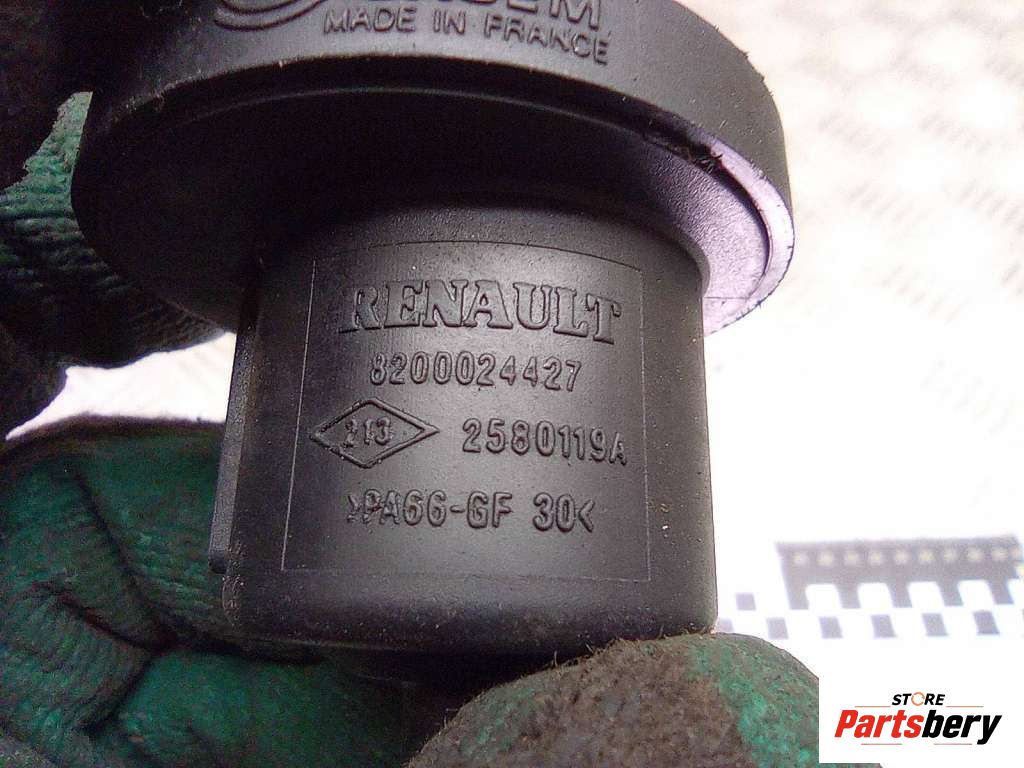 MADE IN FRANCE
RENAULT
8200024427
213 2580119A
>PA66-GF 30<
STORE
Partsbery